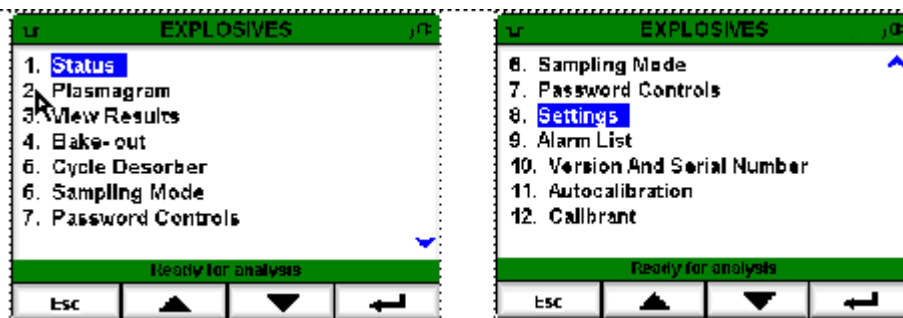 EXPLOSIVES
1. Status
2. Plasmagram
3. View Results
4. Bake-out
5. Cycle Desorber
6. Sampling Mode
7. Password Controls
Ready for analysis
Esc
EXPLOSIVES
6. Sampling Mode
7. Password Controls
8. Settings
9. Alarm List
10. Version And Serial Number
11. Autocalibration
12. Calibrant
Ready for analysis
Esc